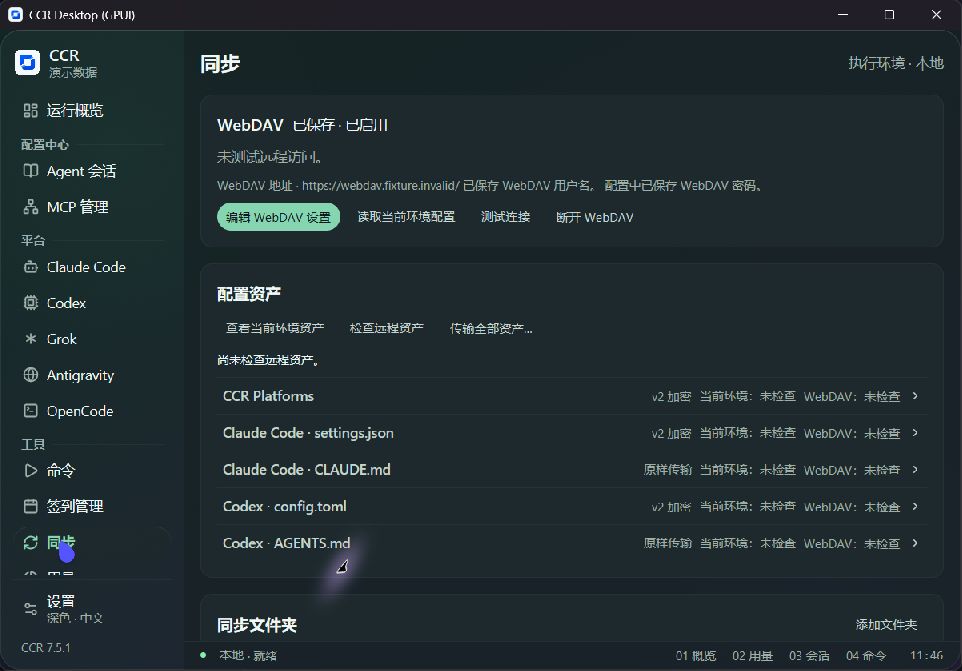 CCR Desktop (GPUI)
CCR
演示数据
运行概览
配置中心
Agent 会话
MCP 管理
平台
Claude Code
Codex
Grok
Antigravity
OpenCode
工具
命令
签到管理
同步
设置
深色 · 中文
CCR 7.5.1
同步
执行环境 · 本地
WebDAV 已保存 · 已启用
未测试远程访问。
WebDAV 地址 · https://webdav.fixture.invalid/ 已保存 WebDAV 用户名。 配置中已保存 WebDAV 密码。
编辑 WebDAV 设置 读取当前环境配置 测试连接 断开 WebDAV
配置资产
查看当前环境资产 检查远程资产 传输全部资产...
尚未检查远程资产。
CCR Platforms v2 加密 当前环境：未检查 WebDAV：未检查
Claude Code · settings.json v2 加密 当前环境：未检查 WebDAV：未检查
Claude Code · CLAUDE.md 原样传输 当前环境：未检查 WebDAV：未检查
Codex · config.toml v2 加密 当前环境：未检查 WebDAV：未检查
Codex · AGENTS.md 原样传输 当前环境：未检查 WebDAV：未检查
同步文件夹 添加文件夹
本地 · 就绪 01 概览 02 用量 03 会话 04 命令 11:46